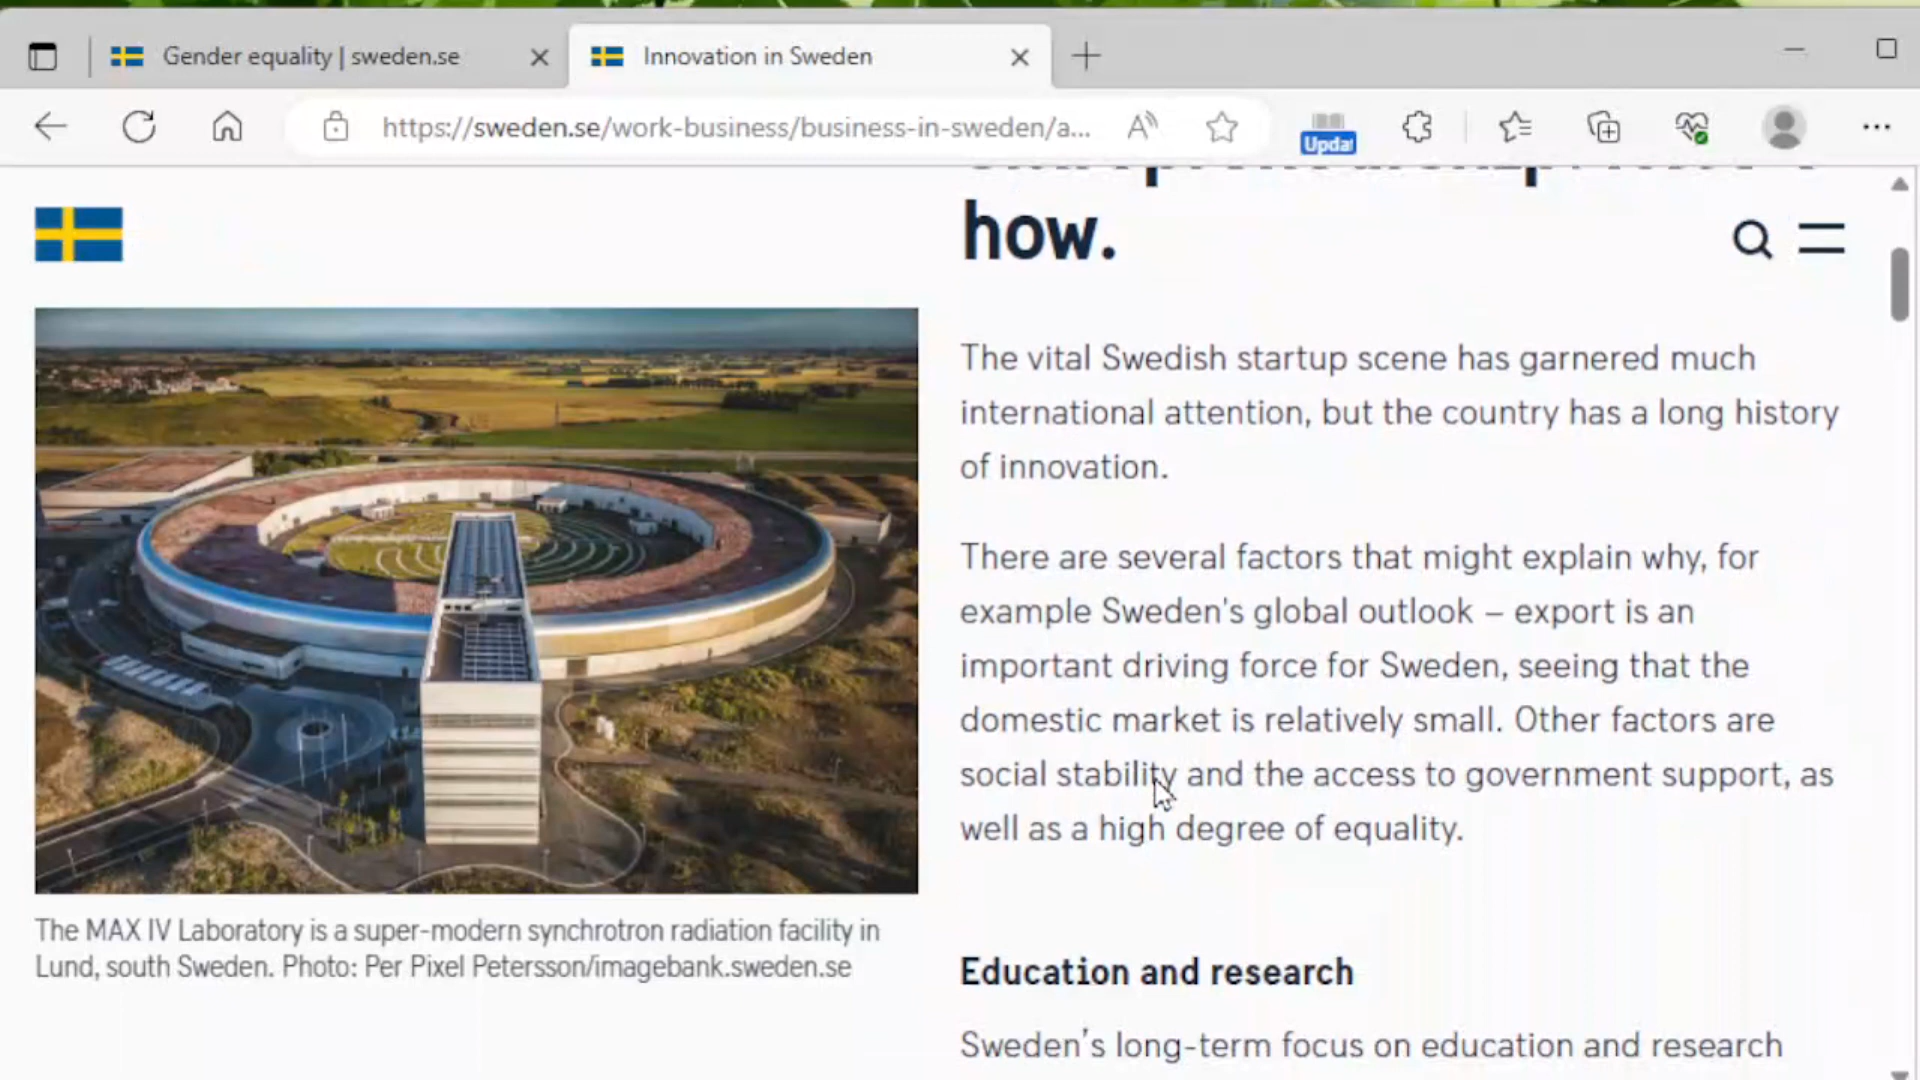 Gender equality | sweden.se
Innovation in Sweden
https://sweden.se/work-business/business-in-sweden/a...
how.
The vital Swedish startup scene has garnered much
international attention, but the country has a long history
of innovation.
There are several factors that might explain why, for
example Sweden's global outlook – export is an
important driving force for Sweden, seeing that the
domestic market is relatively small. Other factors are
social stability and the access to government support, as
well as a high degree of equality.
The MAX IV Laboratory is a super-modern synchrotron radiation facility in
Lund, south Sweden. Photo: Per Pixel Petersson/imagebank.sweden.se
Education and research
Sweden's long-term focus on education and research